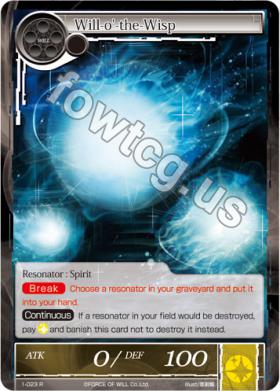 WILL
Will-o'-the-Wisp
fowtcg.us
Resonator : Spirit
Break Choose a resonator in your graveyard and put it
into your hand.
Continuous If a resonator in your field would be destroyed,
pay and banish this card not to destroy it instead.
1-023 R
©FORCE OF WILL Co.,Ltd.
Illust/
ATK 0 / DEF 100